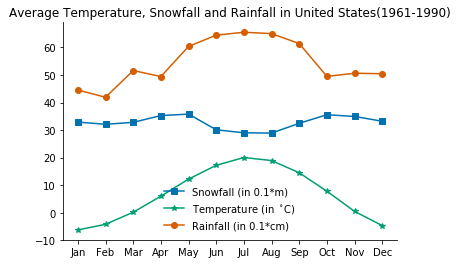 Average Temperature, Snowfall and Rainfall in United States(1961-1990)
60
50
40
30
20
10
0
−10
Snowfall (in 0.1*m)
Temperature (in ˚C)
Rainfall (in 0.1*cm)
Jan Feb Mar Apr May Jun Jul Aug Sep Oct Nov Dec